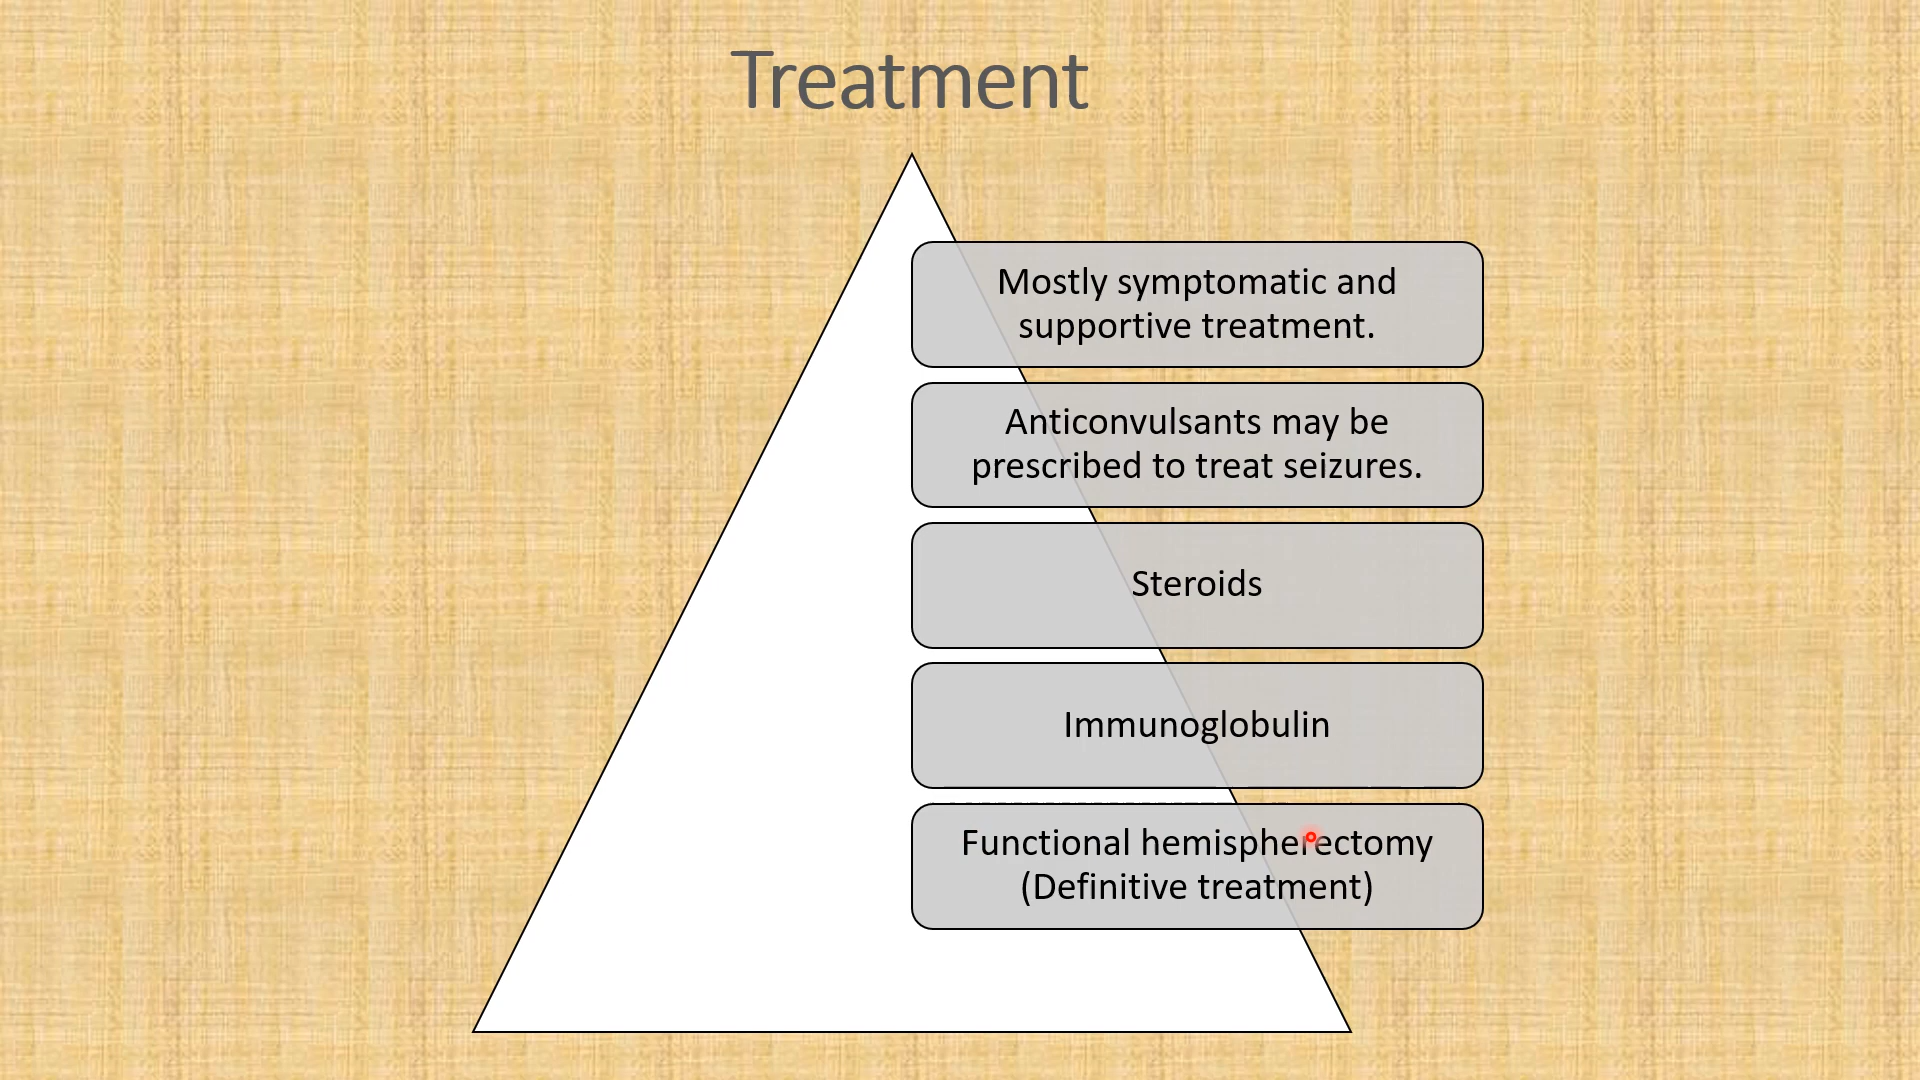 Treatment
Mostly symptomatic and
supportive treatment.
Anticonvulsants may be
prescribed to treat seizures.
Steroids
Immunoglobulin
Functional hemispherectomy
(Definitive treatment)